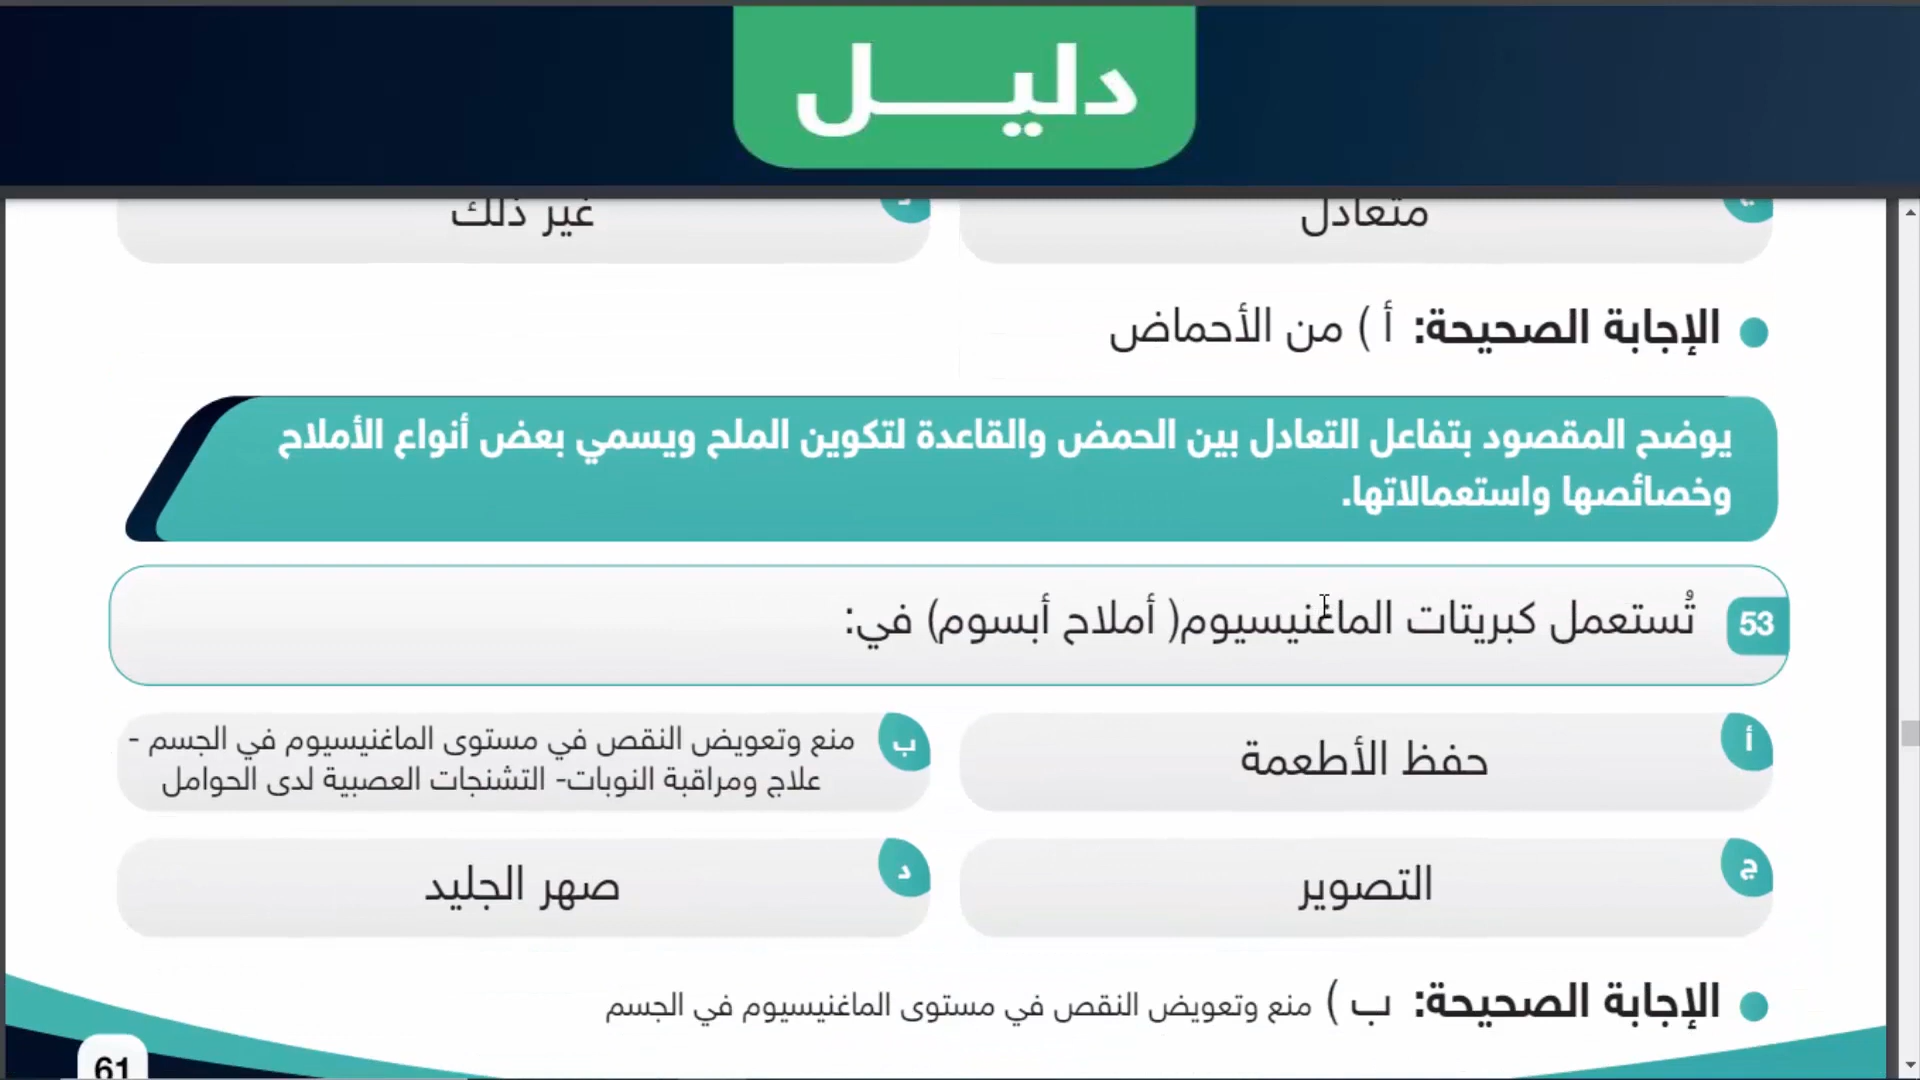 دليل
متعادل
غير ذلك
الإجابة الصحيحة: أ ) من الأحماض
يوضح المقصود بتفاعل التعادل بين الحمض والقاعدة لتكوين الملح ويسمي بعض أنواع الأملاح
وخصائصها واستعمالاتها.
53 تُستعمل كبريتات الماغنيسيوم( أملاح أبسوم) في:
أ حفظ الأطعمة
ب منع وتعويض النقص في مستوى الماغنيسيوم في الجسم -
علاج ومراقبة النوبات- التشنجات العصبية لدى الحوامل
ج التصوير
د صهر الجليد
الإجابة الصحيحة: ب ) منع وتعويض النقص في مستوى الماغنيسيوم في الجسم
61